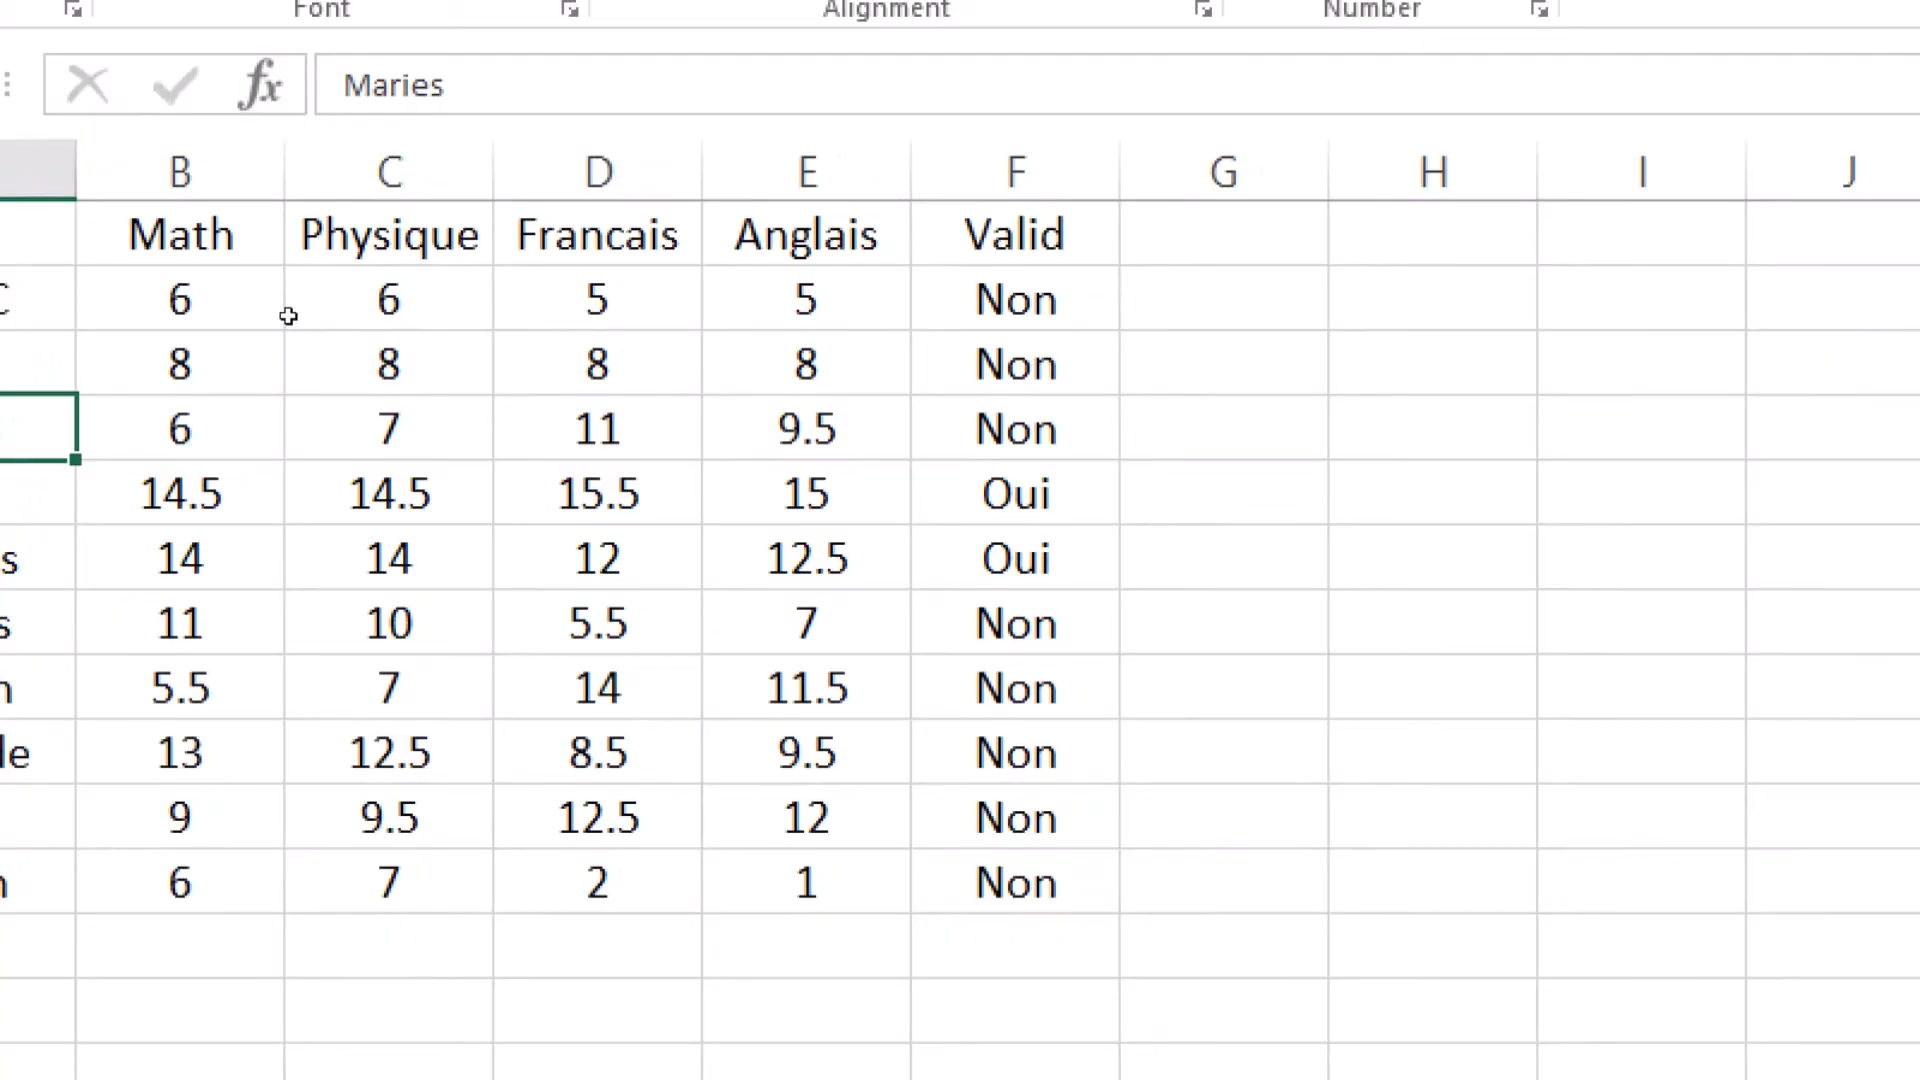 Font Alignment Number
fx Maries
B C D E F G H I J
Math Physique Francais Anglais Valid
C 6 6 5 5 Non
8 8 8 8 Non
6 7 11 9.5 Non
14.5 14.5 15.5 15 Oui
s 14 14 12 12.5 Oui
s 11 10 5.5 7 Non
n 5.5 7 14 11.5 Non
le 13 12.5 8.5 9.5 Non
9 9.5 12.5 12 Non
n 6 7 2 1 Non